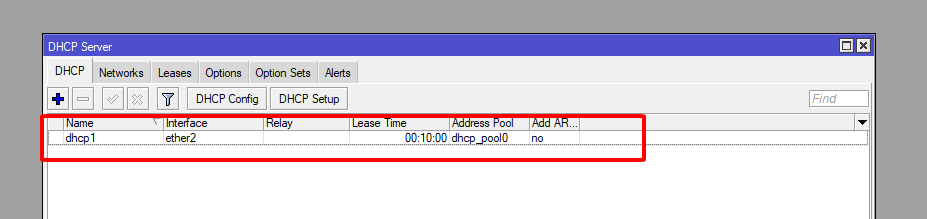 DHCP Server
DHCP Networks Leases Options Option Sets Alerts
DHCP Config DHCP Setup Find
Name Interface Relay Lease Time Address Pool Add AR...
dhcp1 ether2 00:10:00 dhcp_pool0 no